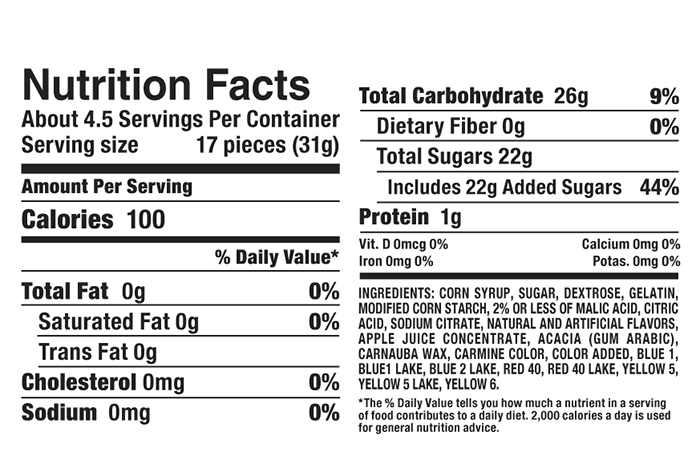 Nutrition Facts
About 4.5 Servings Per Container
Serving size 17 pieces (31g)
Amount Per Serving
Calories 100
% Daily Value*
Total Fat 0g 0%
Saturated Fat 0g 0%
Trans Fat 0g
Cholesterol 0mg 0%
Sodium 0mg 0%
Total Carbohydrate 26g 9%
Dietary Fiber 0g 0%
Total Sugars 22g
Includes 22g Added Sugars 44%
Protein 1g
Vit. D 0mcg 0% Calcium 0mg 0%
Iron 0mg 0% Potas. 0mg 0%
INGREDIENTS: CORN SYRUP, SUGAR, DEXTROSE, GELATIN,
MODIFIED CORN STARCH, 2% OR LESS OF MALIC ACID, CITRIC
ACID, SODIUM CITRATE, NATURAL AND ARTIFICIAL FLAVORS,
APPLE JUICE CONCENTRATE, ACACIA (GUM ARABIC),
CARNAUBA WAX, CARMINE COLOR, COLOR ADDED, BLUE 1,
BLUE1 LAKE, BLUE 2 LAKE, RED 40, RED 40 LAKE, YELLOW 5,
YELLOW 5 LAKE, YELLOW 6.
*The % Daily Value tells you how much a nutrient in a serving
of food contributes to a daily diet. 2,000 calories a day is used
for general nutrition advice.